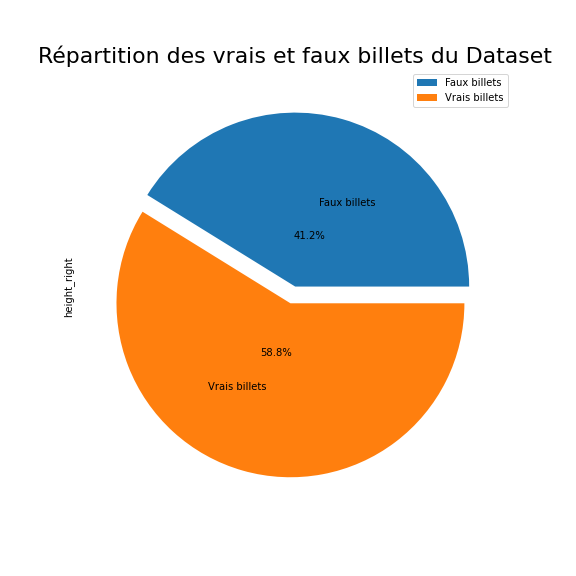 Répartition des vrais et faux billets du Dataset
Faux billets
Vrais billets
Faux billets
41.2%
height_right
58.8%
Vrais billets